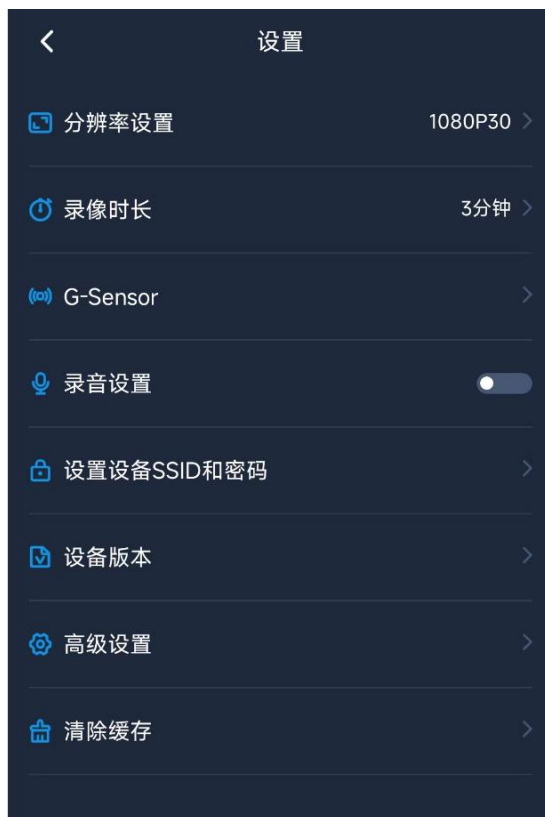 设置
分辨率设置 1080P30
录像时长 3分钟
G-Sensor
录音设置
设置设备SSID和密码
设备版本
高级设置
清除缓存